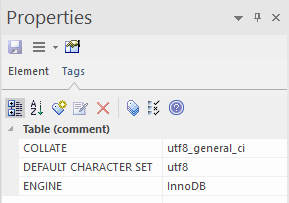 Properties
Element Tags
Table (comment)
COLLATE utf8_general_ci
DEFAULT CHARACTER SET utf8
ENGINE InnoDB